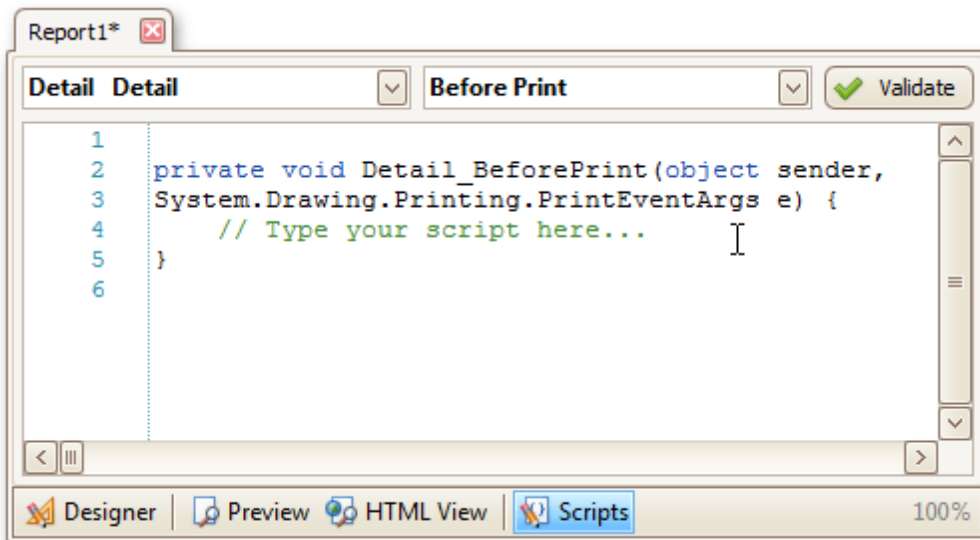 Report1*
Detail Detail Before Print Validate
1
2 private void Detail_BeforePrint(object sender,
3 System.Drawing.Printing.PrintEventArgs e) {
4 // Type your script here...
5 }
6
Designer Preview HTML View Scripts 100%